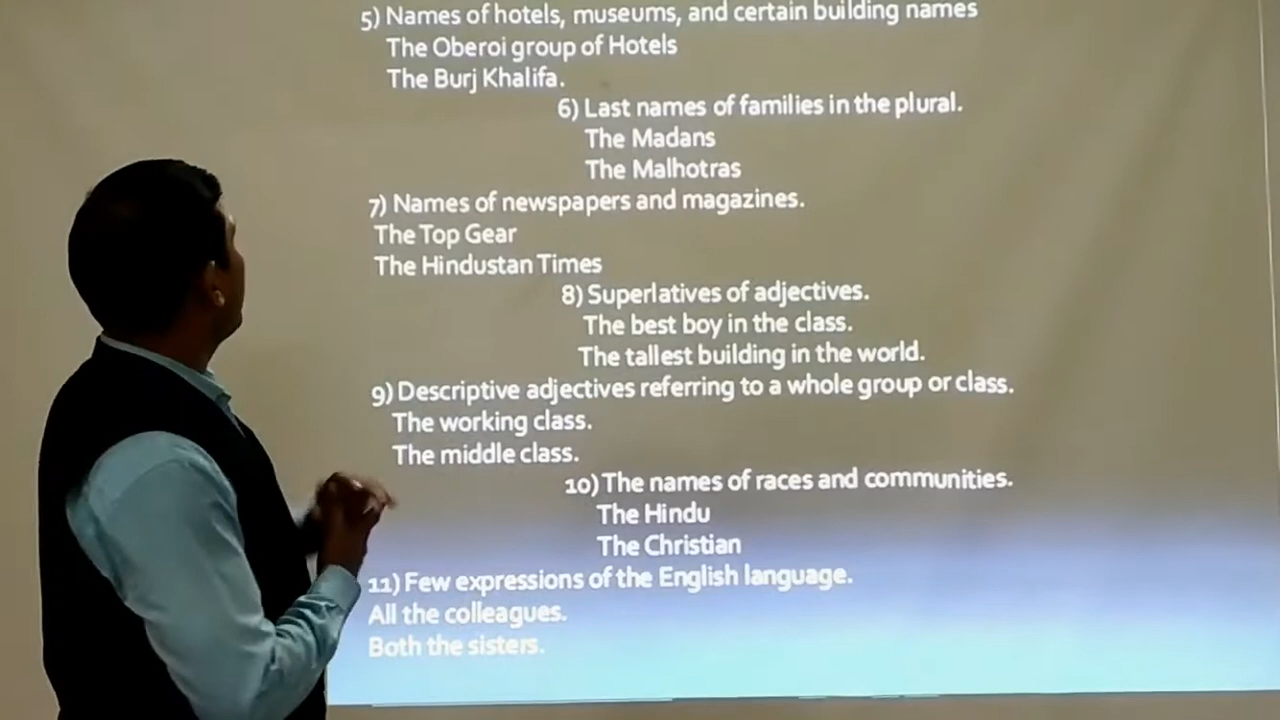 5) Names of hotels, museums, and certain building names
The Oberoi group of Hotels
The Burj Khalifa.
6) Last names of families in the plural.
The Madans
The Malhotras
7) Names of newspapers and magazines.
The Top Gear
The Hindustan Times
8) Superlatives of adjectives.
The best boy in the class.
The tallest building in the world.
9) Descriptive adjectives referring to a whole group or class.
The working class.
The middle class.
10) The names of races and communities.
The Hindu
The Christian
11) Few expressions of the English language.
All the colleagues.
Both the sisters.